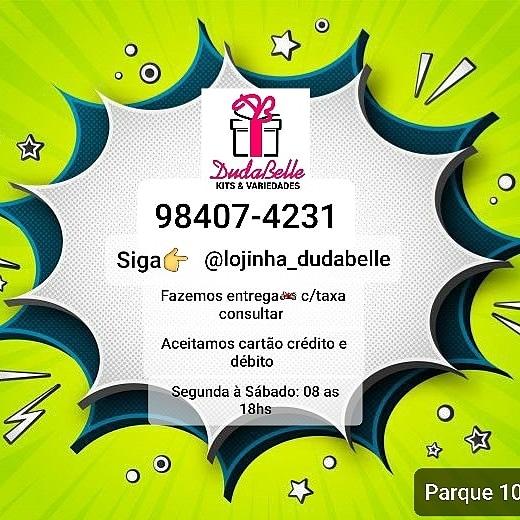 DB
DudaBelle
KITS & VARIEDADES
98407-4231
Siga👉 @lojinha_dudabelle
Fazemos entrega🏍 c/taxa
consultar
Aceitamos cartão crédito e
débito
Segunda à Sábado: 08 as
18hs
Parque 10